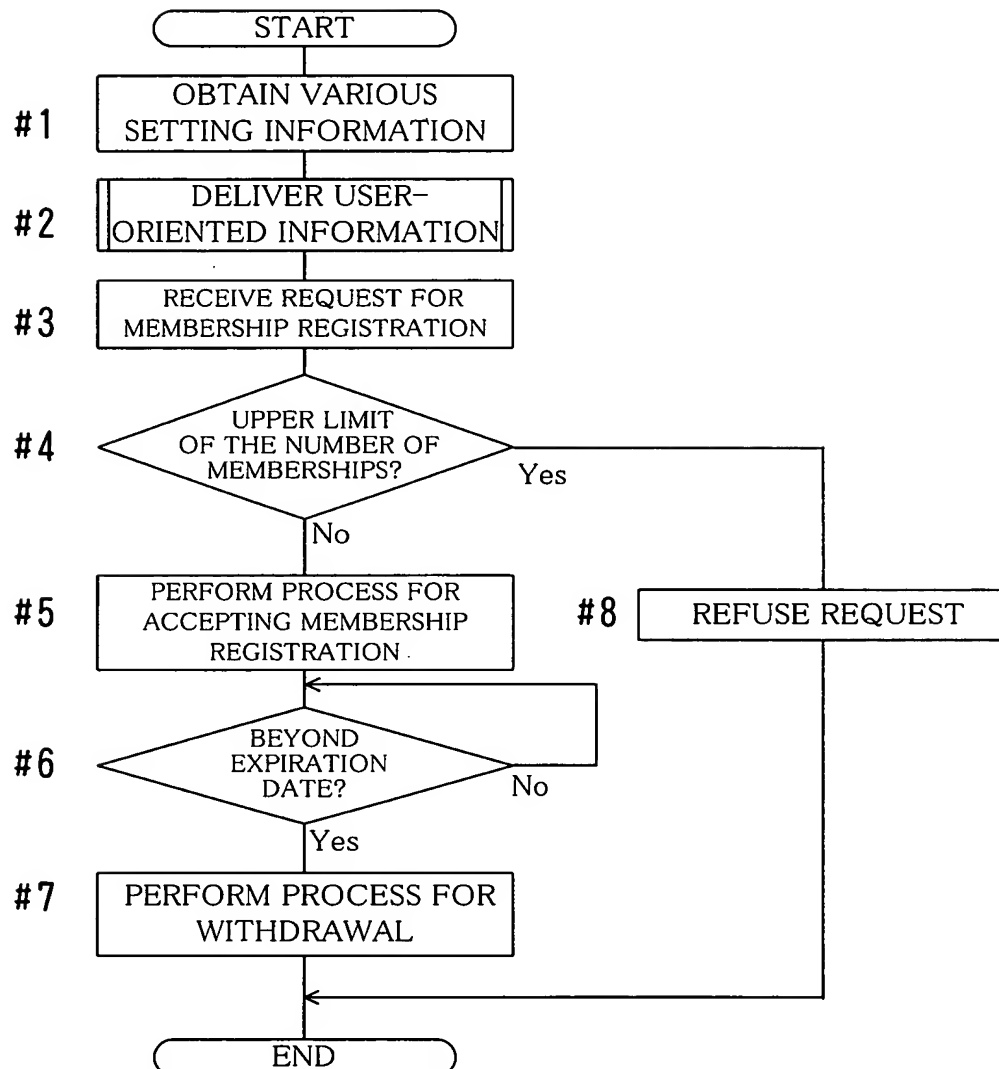 START
#1
OBTAIN VARIOUS
SETTING INFORMATION
#2
DELIVER USER-
ORIENTED INFORMATION
#3
RECEIVE REQUEST FOR
MEMBERSHIP REGISTRATION
#4
UPPER LIMIT
OF THE NUMBER OF
MEMBERSHIPS?
Yes
No
#5
PERFORM PROCESS FOR
ACCEPTING MEMBERSHIP
REGISTRATION
#8
REFUSE REQUEST
#6
BEYOND
EXPIRATION
DATE?
No
Yes
#7
PERFORM PROCESS FOR
WITHDRAWAL
END